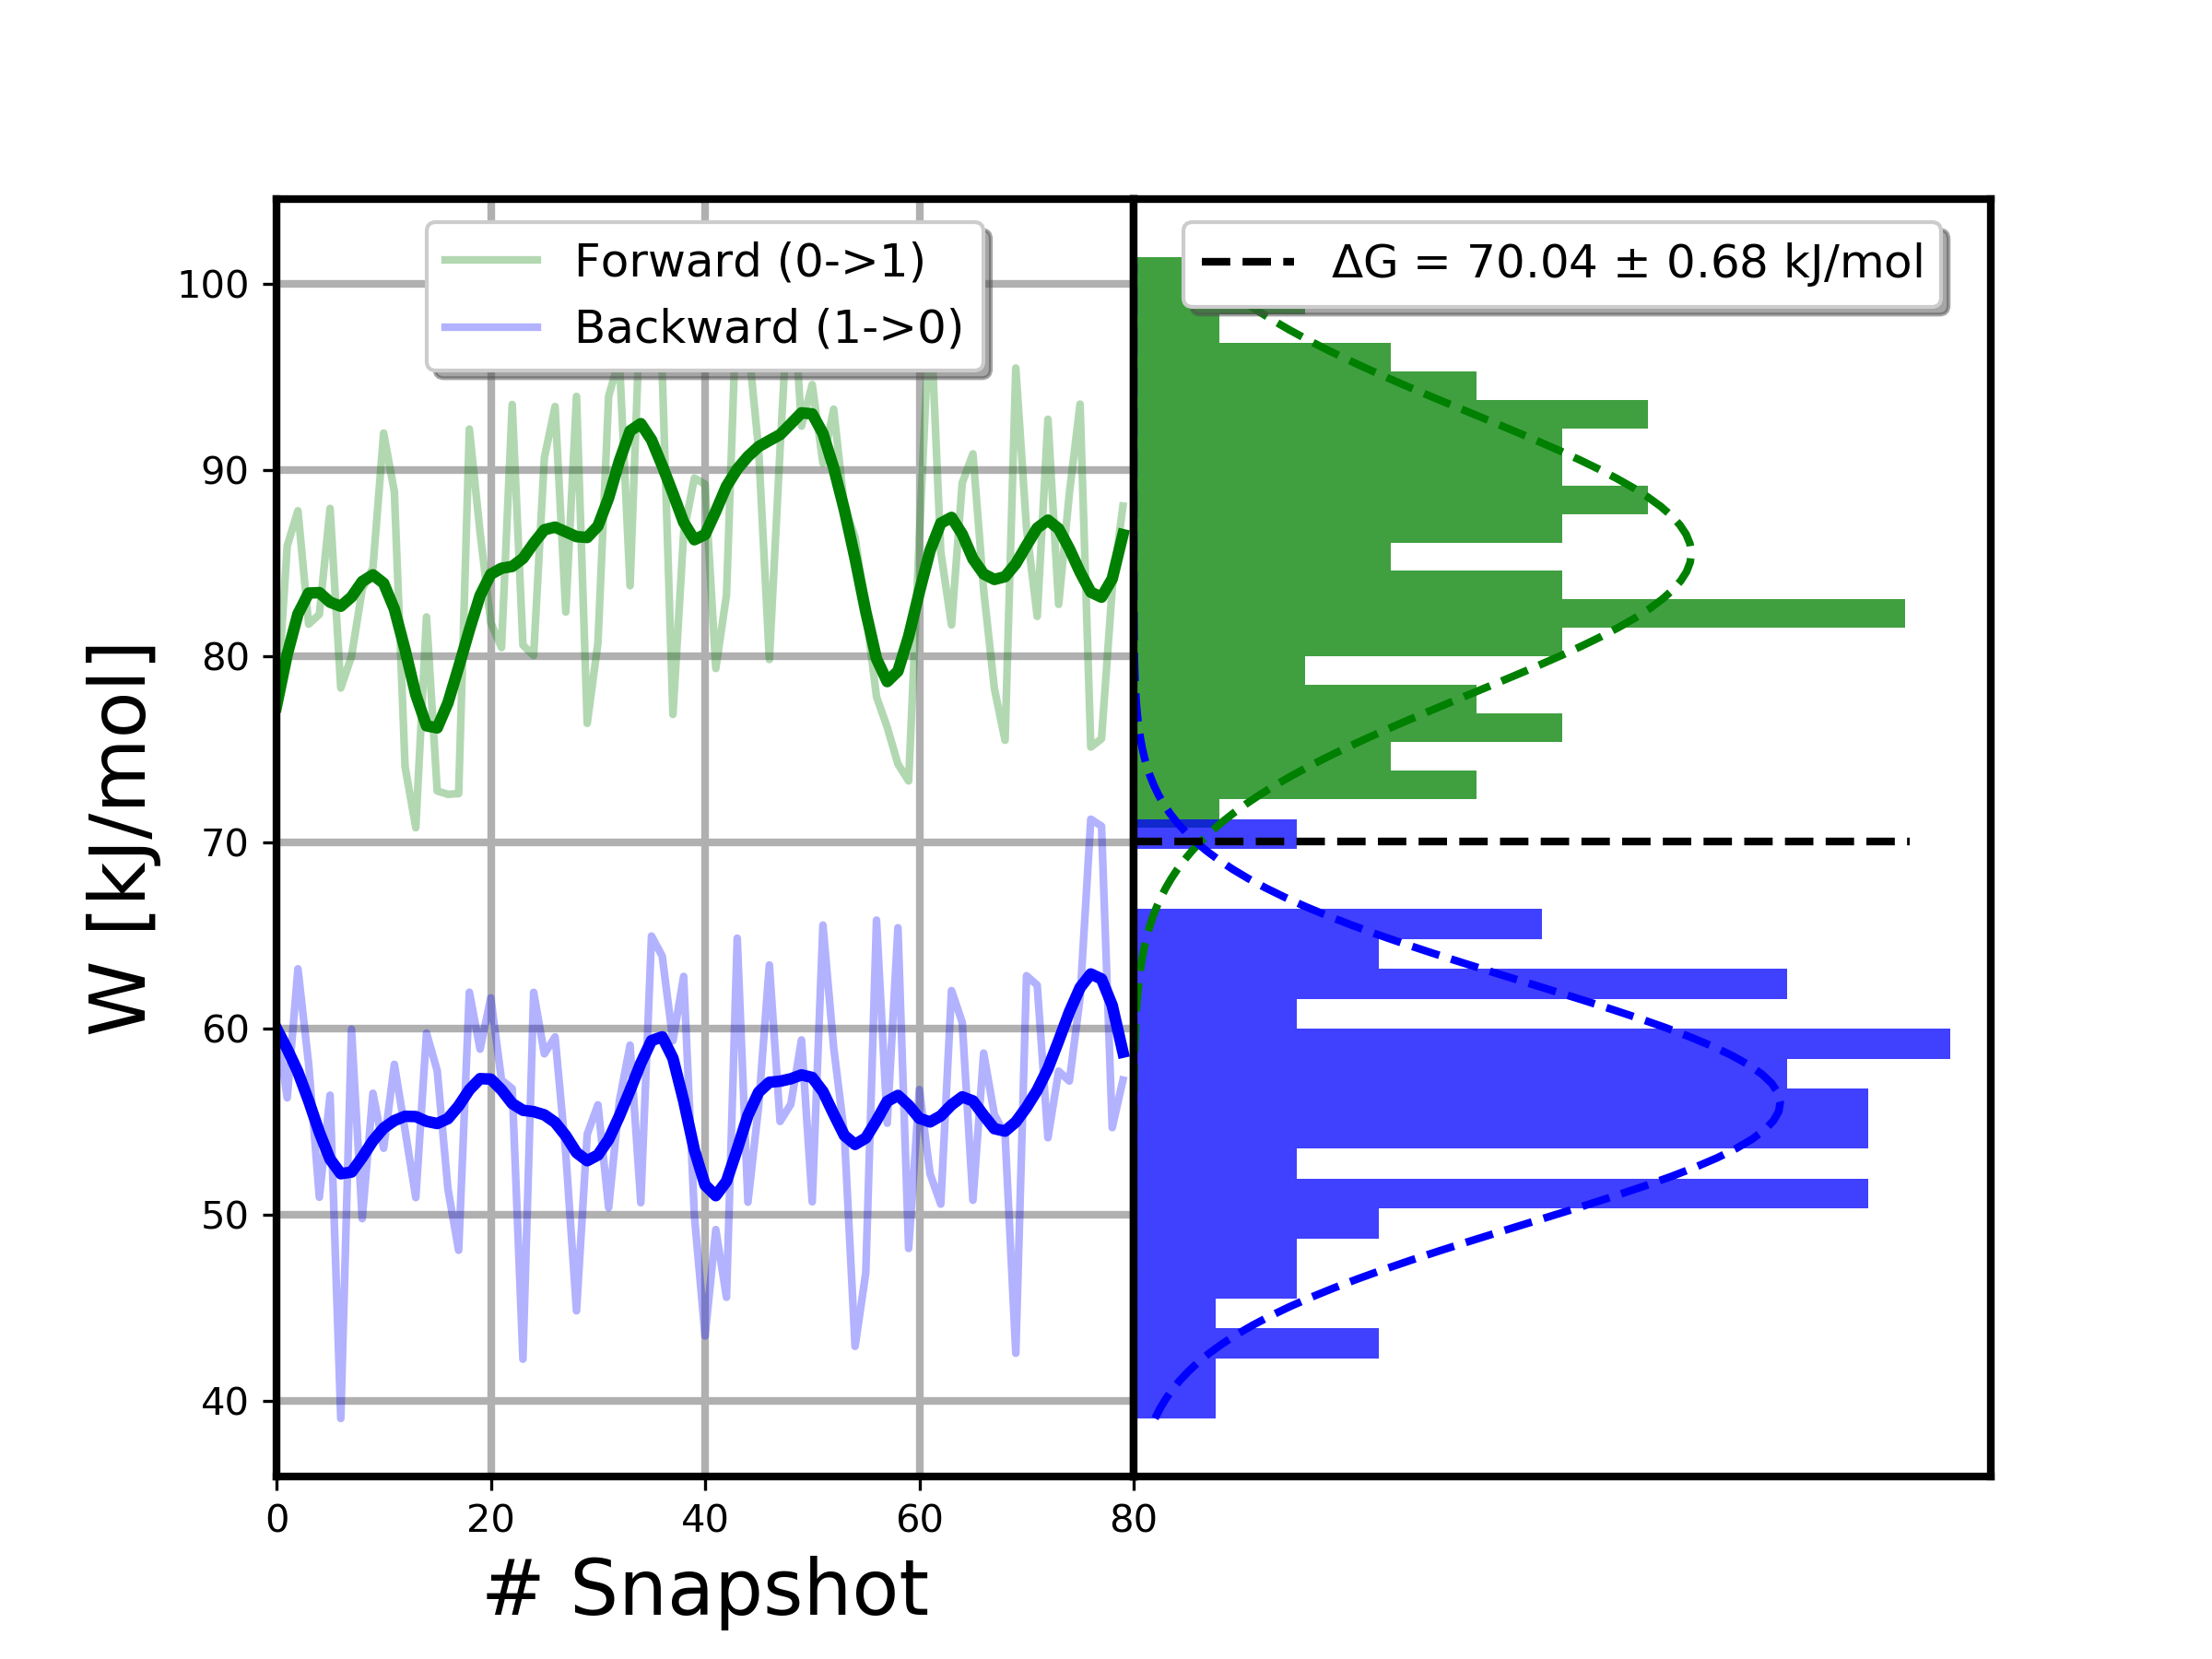 Forward (0->1)
Backward (1->0)
ΔG = 70.04 ± 0.68 kJ/mol
W [kJ/mol]
100
90
80
70
60
50
40
0 20 40 60 80
# Snapshot